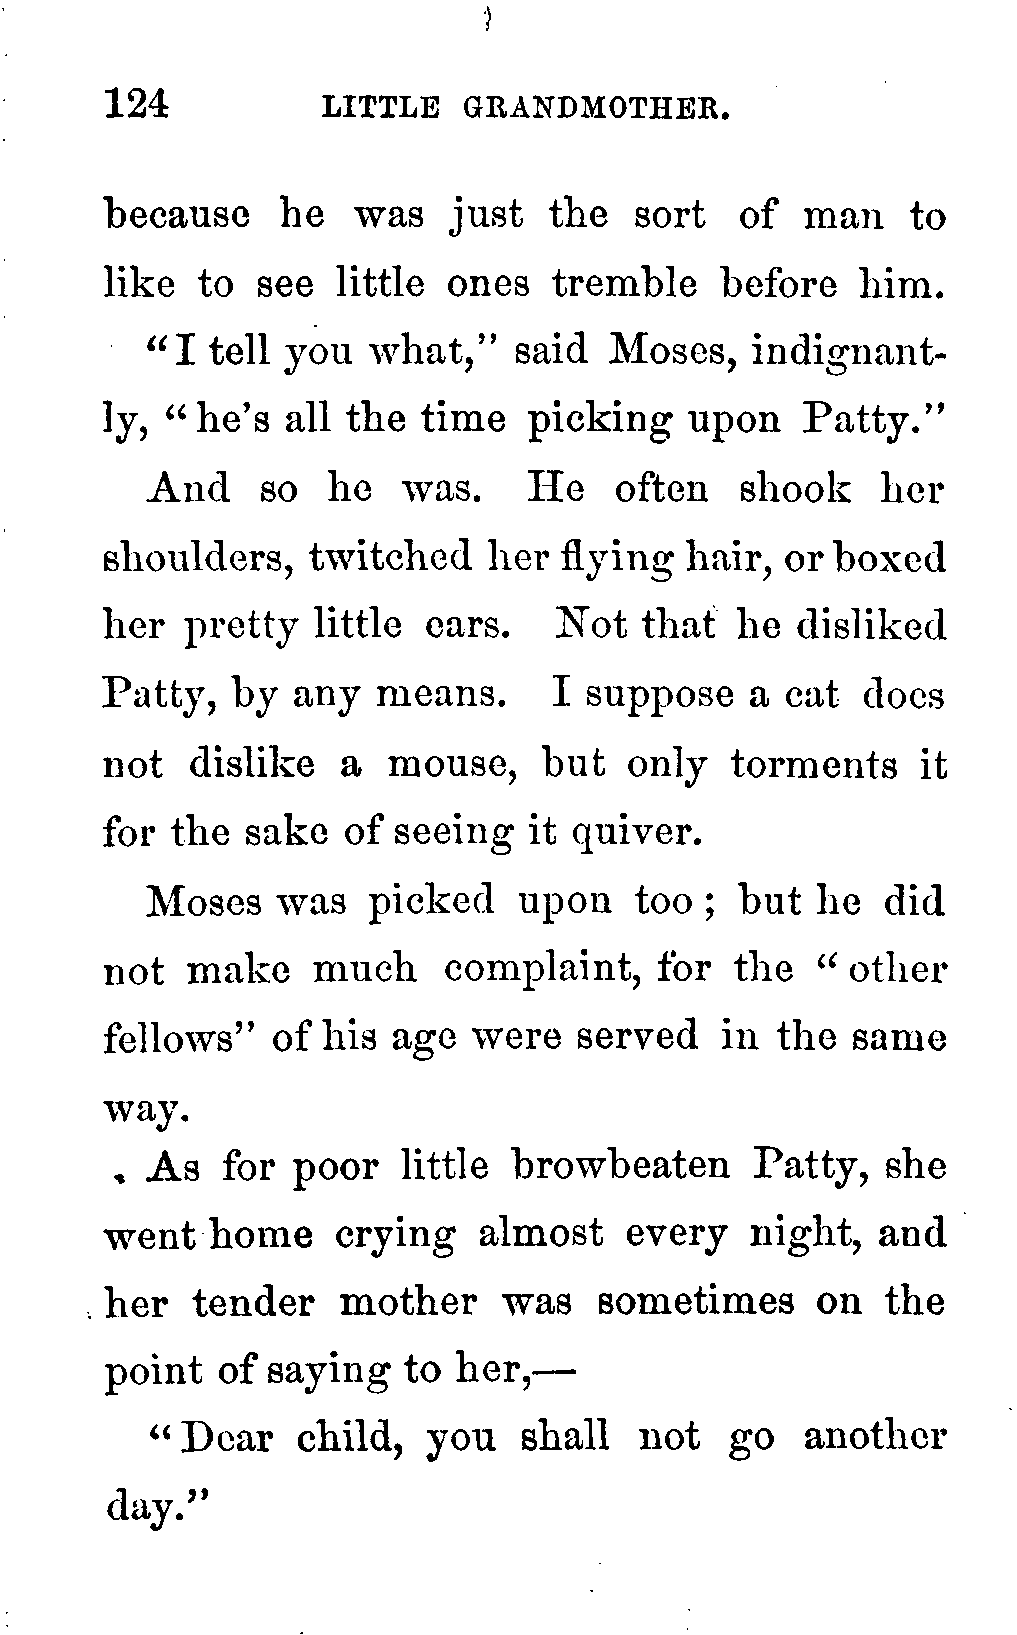 124 LITTLE GRANDMOTHER.
because he was just the sort of man to
like to see little ones tremble before him.
"I tell you what," said Moses, indignant-
ly, "he's all the time picking upon Patty."
And so he was. He often shook her
shoulders, twitched her flying hair, or boxed
her pretty little ears. Not that he disliked
Patty, by any means. I suppose a cat does
not dislike a mouse, but only torments it
for the sake of seeing it quiver.
Moses was picked upon too; but he did
not make much complaint, for the "other
fellows" of his age were served in the same
way.
As for poor little browbeaten Patty, she
went home crying almost every night, and
her tender mother was sometimes on the
point of saying to her,—
"Dear child, you shall not go another
day."